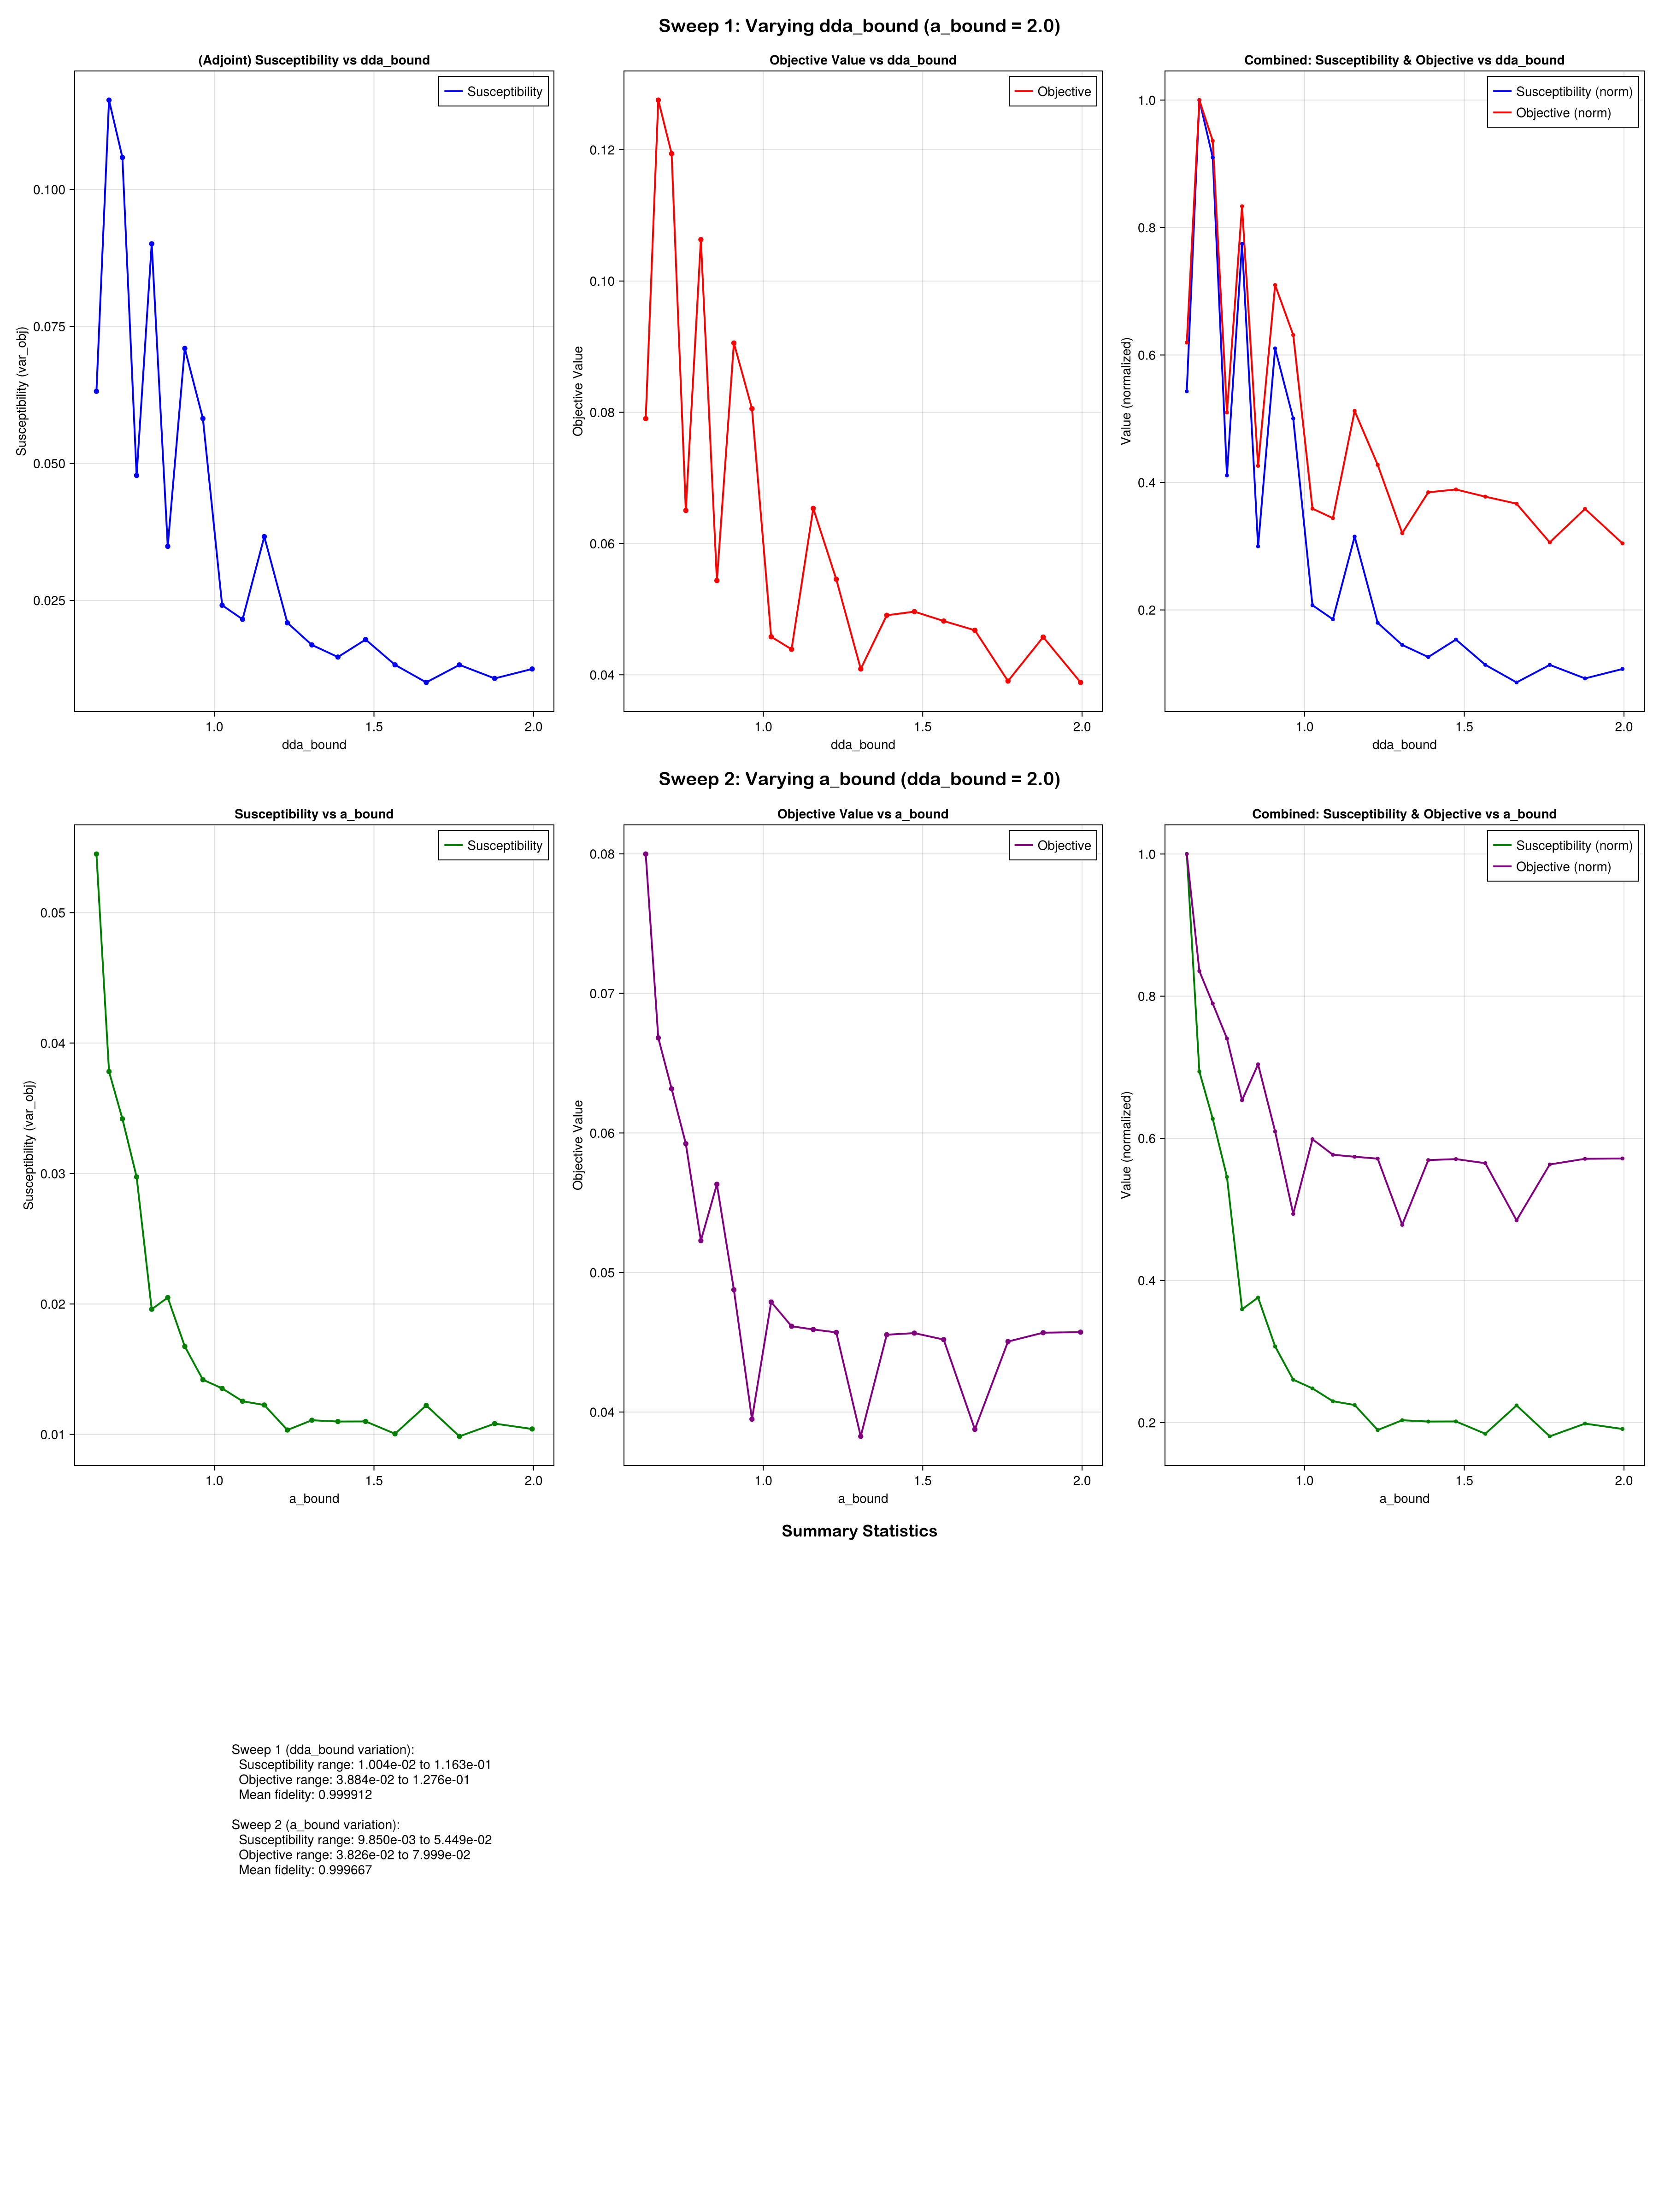 Sweep 1: Varying dda_bound (a_bound = 2.0)
(Adjoint) Susceptibility vs dda_bound
Susceptibility
0.100
0.075
0.050
0.025
Susceptibility (var_obj)
1.0
1.5
2.0
dda_bound
Objective Value vs dda_bound
Objective
0.12
0.10
0.08
0.06
0.04
Objective Value
1.0
1.5
2.0
dda_bound
Combined: Susceptibility & Objective vs dda_bound
Susceptibility (norm)
Objective (norm)
1.0
0.8
0.6
0.4
0.2
Value (normalized)
1.0
1.5
2.0
dda_bound
Sweep 2: Varying a_bound (dda_bound = 2.0)
Susceptibility vs a_bound
Susceptibility
0.05
0.04
0.03
0.02
0.01
Susceptibility (var_obj)
1.0
1.5
2.0
a_bound
Objective Value vs a_bound
Objective
0.08
0.07
0.06
0.05
0.04
Objective Value
1.0
1.5
2.0
a_bound
Combined: Susceptibility & Objective vs a_bound
Susceptibility (norm)
Objective (norm)
1.0
0.8
0.6
0.4
0.2
Value (normalized)
1.0
1.5
2.0
a_bound
Summary Statistics
Sweep 1 (dda_bound variation):
Susceptibility range: 1.004e-02 to 1.163e-01
Objective range: 3.884e-02 to 1.276e-01
Mean fidelity: 0.999912
Sweep 2 (a_bound variation):
Susceptibility range: 9.850e-03 to 5.449e-02
Objective range: 3.826e-02 to 7.999e-02
Mean fidelity: 0.999667